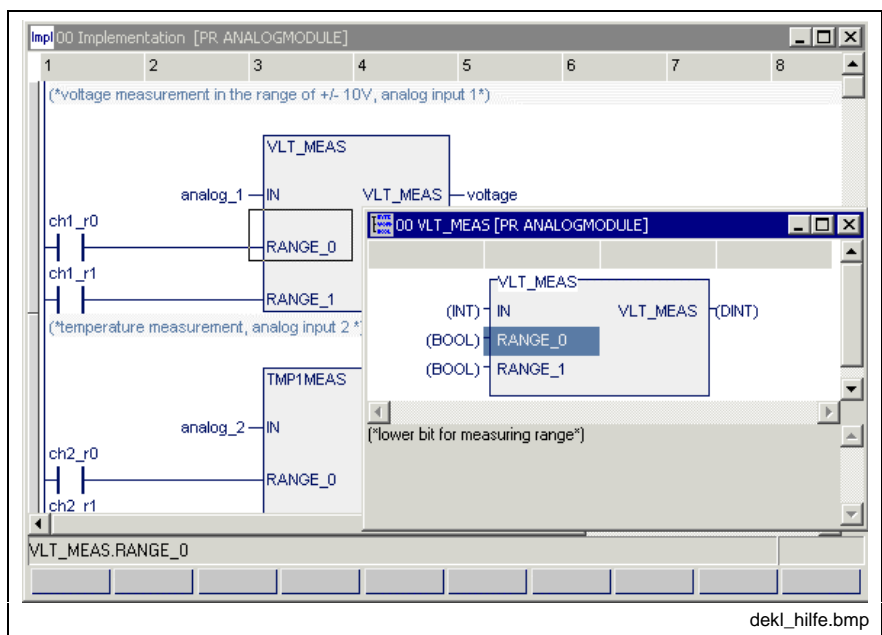 Impl 00 Implementation [PR ANALOGMODULE]
1 2 3 4 5 6 7 8
(*voltage measurement in the range of +/- 10V, analog input 1*)
VLT_MEAS
analog_1 IN VLT_MEAS voltage
ch1_r0
RANGE_0
ch1_r1
RANGE_1
(*temperature measurement, analog input 2 *)
TMP1MEAS
analog_2 IN
ch2_r0
RANGE_0
ch2_r1
00 VLT_MEAS [PR ANALOGMODULE]
VLT_MEAS
(INT) IN VLT_MEAS (DINT)
(BOOL) RANGE_0
(BOOL) RANGE_1
(*lower bit for measuring range*)
VLT_MEAS.RANGE_0
dekl_hilfe.bmp